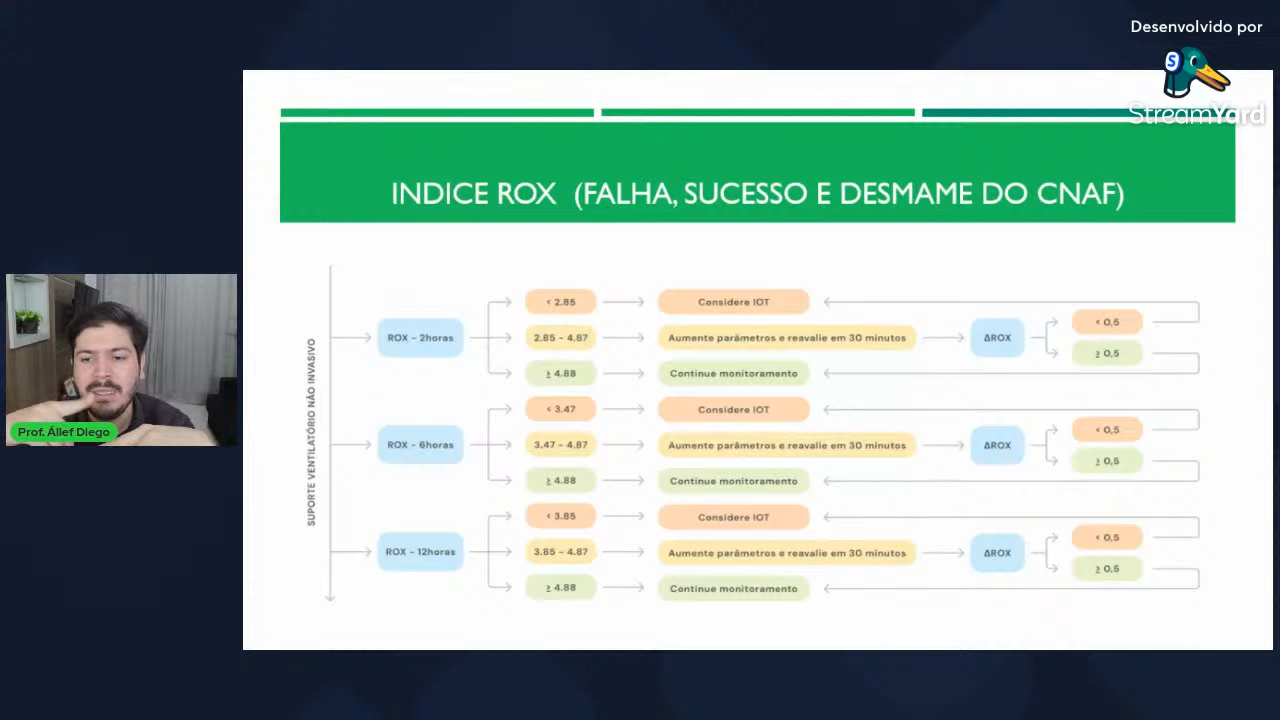 Desenvolvido por
StreamYard
INDICE ROX (FALHA, SUCESSO E DESMAME DO CNAF)
SUPORTE VENTILATÓRIO NÃO INVASIVO
ROX - 2horas
< 2.85
Considere IOT
2.85 - 4.87
Aumente parâmetros e reavalie em 30 minutos
ΔROX
< 0,5
≥ 0,5
≥ 4.88
Continue monitoramento
ROX - 6horas
< 3.47
Considere IOT
3.47 - 4.87
Aumente parâmetros e reavalie em 30 minutos
ΔROX
< 0,5
≥ 0,5
≥ 4.88
Continue monitoramento
ROX - 12horas
< 3.85
Considere IOT
3.85 - 4.87
Aumente parâmetros e reavalie em 30 minutos
ΔROX
< 0,5
≥ 0,5
≥ 4.88
Continue monitoramento
Prof. Állef Diego